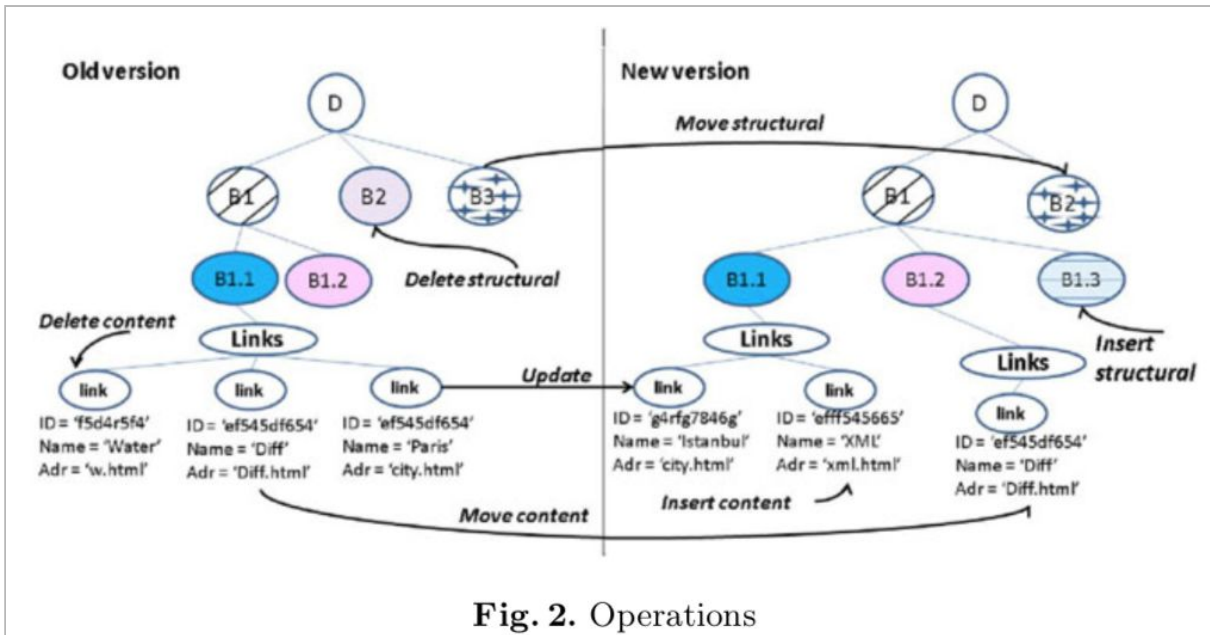 Old version
New version
D
D
Move structural
B1
B2
B3
B1
B2
B1.1
B1.2
Delete structural
B1.1
B1.2
B1.3
Delete content
Links
Links
Insert
structural
Links
link
link
link
Update
link
link
link
ID = 'f5d4r5f4'
Name = 'Water'
Adr = 'w.html'
ID = 'ef545df654'
Name = 'Diff'
Adr = 'Diff.html'
ID = 'ef545df654'
Name = 'Paris'
Adr = 'city.html'
ID = 'g4rfg7846g'
Name = 'Istanbul'
Adr = 'city.html'
ID = 'efff545665'
Name = 'XML'
Adr = 'xml.html'
ID = 'ef545df654'
Name = 'Diff'
Adr = 'Diff.html'
Move content
Insert content
Fig. 2. Operations